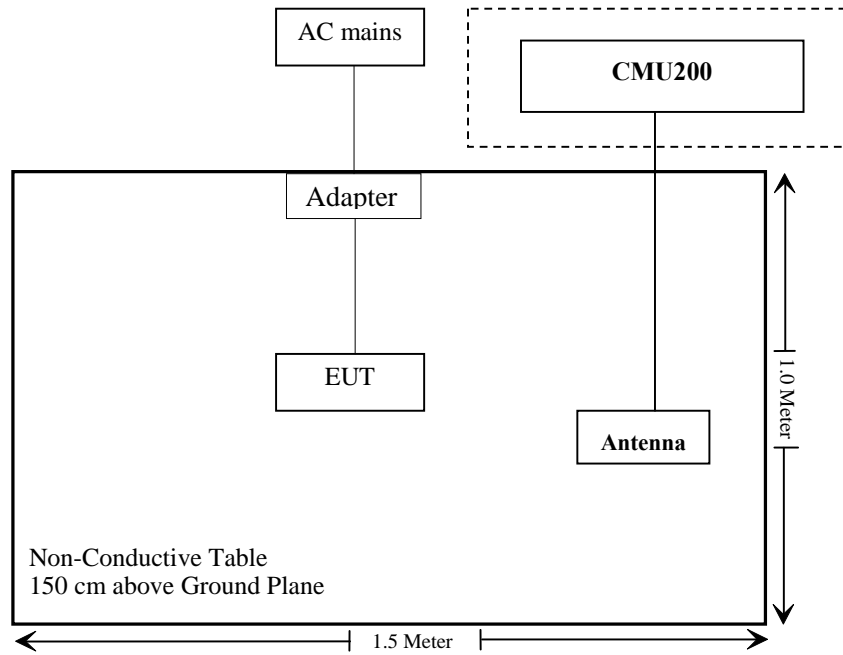 AC mains
CMU200
Adapter
EUT
Antenna
1.0 Meter
Non-Conductive Table
150 cm above Ground Plane
1.5 Meter